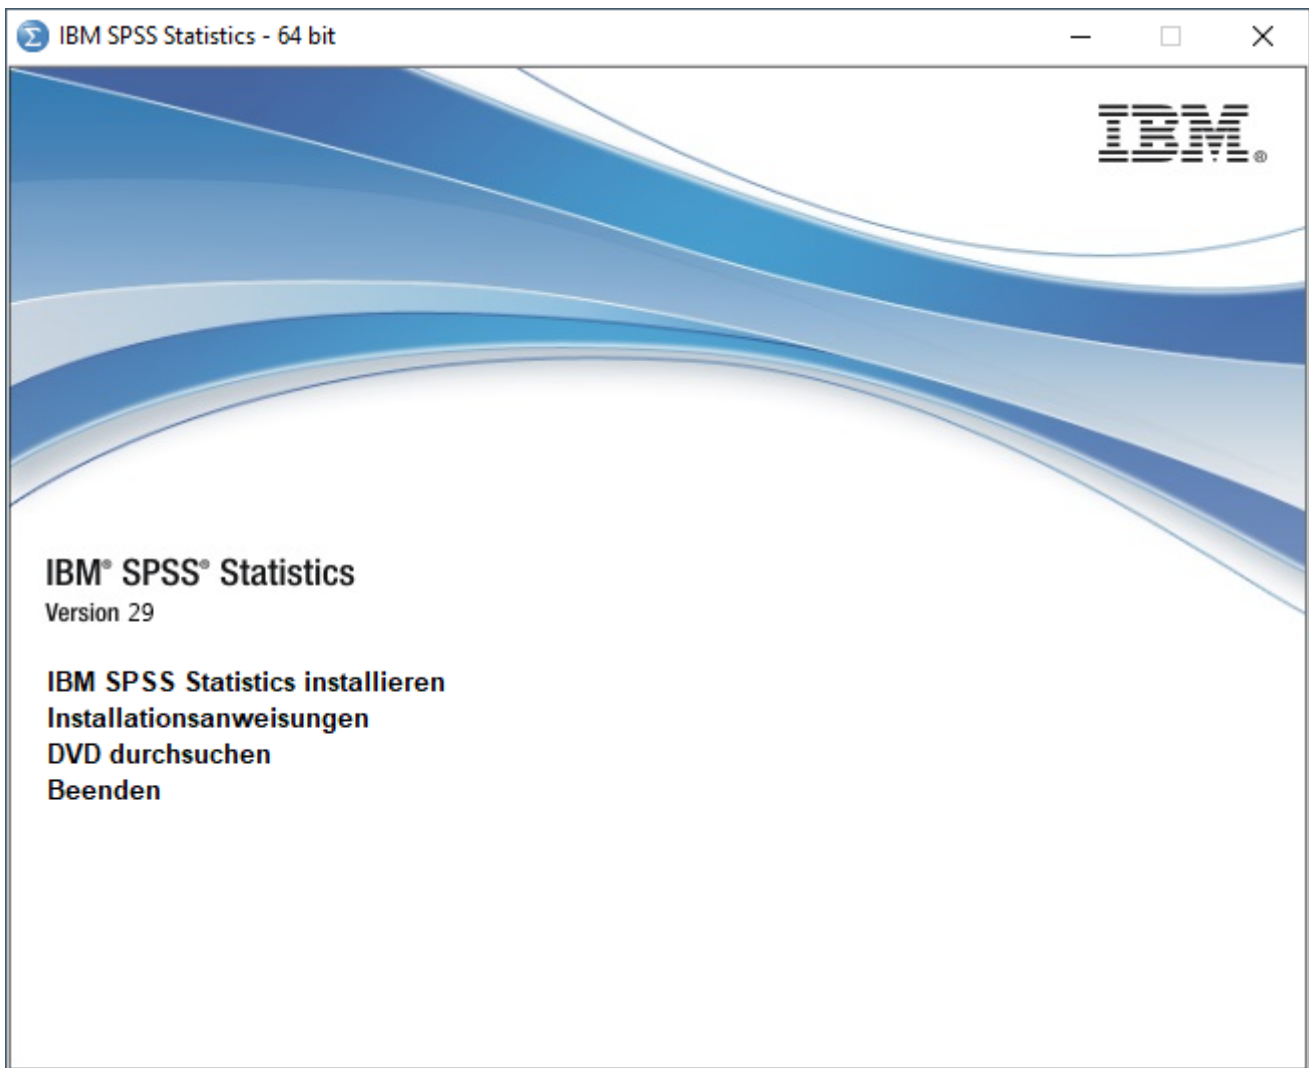 IBM SPSS Statistics - 64 bit
IBM®
IBM® SPSS® Statistics
Version 29
IBM SPSS Statistics installieren
Installationsanweisungen
DVD durchsuchen
Beenden